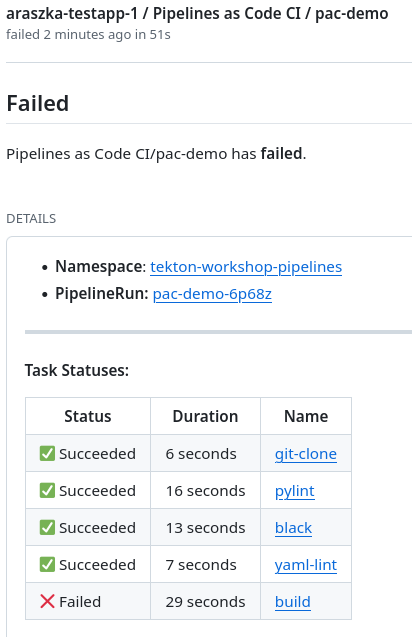 araszka-testapp-1 / Pipelines as Code CI / pac-demo
failed 2 minutes ago in 51s
Failed
Pipelines as Code CI/pac-demo has failed.
DETAILS
• Namespace: tekton-workshop-pipelines
• PipelineRun: pac-demo-6p68z
Task Statuses:
Status Duration Name
✅ Succeeded 6 seconds git-clone
✅ Succeeded 16 seconds pylint
✅ Succeeded 13 seconds black
✅ Succeeded 7 seconds yaml-lint
❌ Failed 29 seconds build